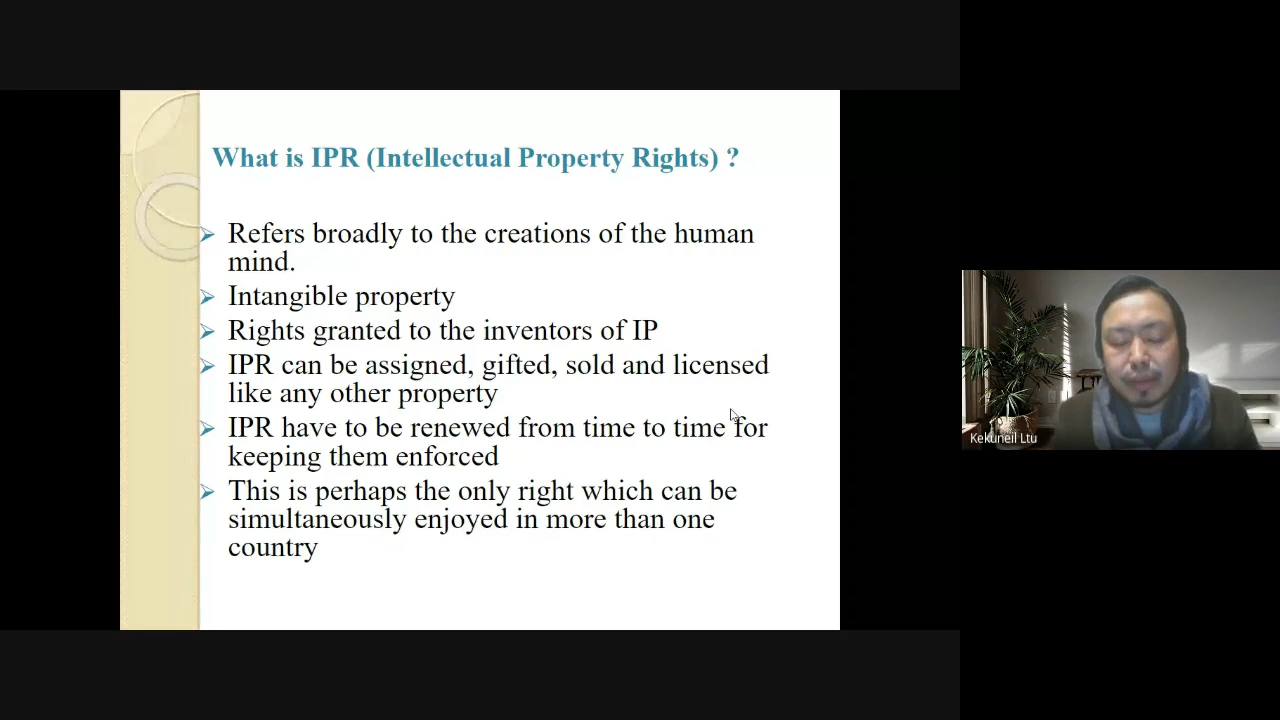 What is IPR (Intellectual Property Rights) ?
Refers broadly to the creations of the human
mind.
Intangible property
Rights granted to the inventors of IP
IPR can be assigned, gifted, sold and licensed
like any other property
IPR have to be renewed from time to time for
keeping them enforced
This is perhaps the only right which can be
simultaneously enjoyed in more than one
country
Kekuneil Ltu